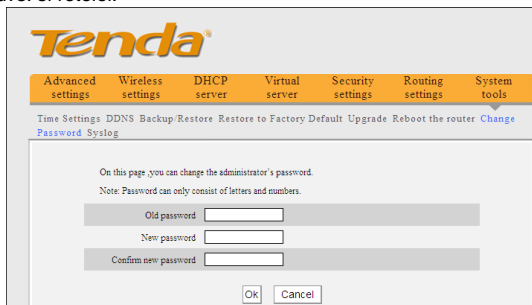 Tenda
Advanced settings Wireless settings DHCP server Virtual server Security settings Routing settings System tools
Time Settings DDNS Backup/Restore Restore to Factory Default Upgrade Reboot the router Change
Password Syslog
On this page ,you can change the administrator's password.
Note: Password can only consist of letters and numbers.
Old password
New password
Confirm new password
Ok Cancel